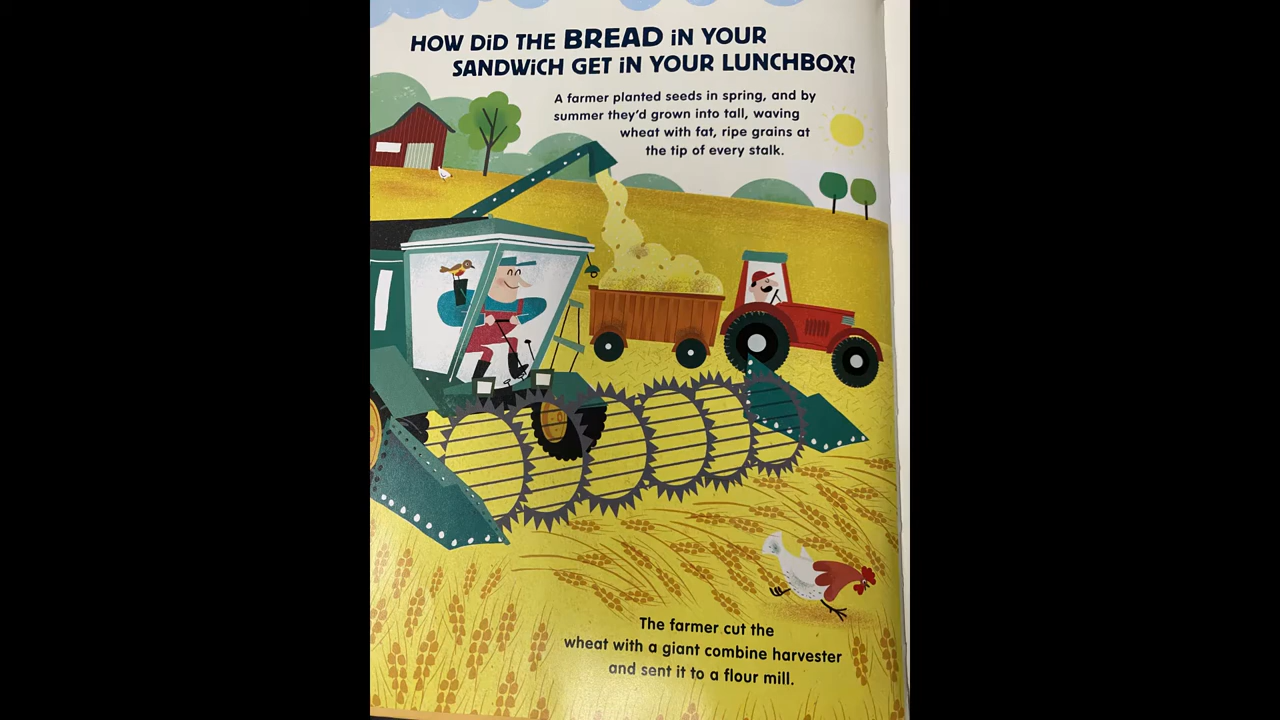 HOW DiD THE BREAD iN YOUR
SANDWiCH GET iN YOUR LUNCHBOX?
A farmer planted seeds in spring, and by
summer they'd grown into tall, waving
wheat with fat, ripe grains at
the tip of every stalk.
The farmer cut the
wheat with a giant combine harvester
and sent it to a flour mill.